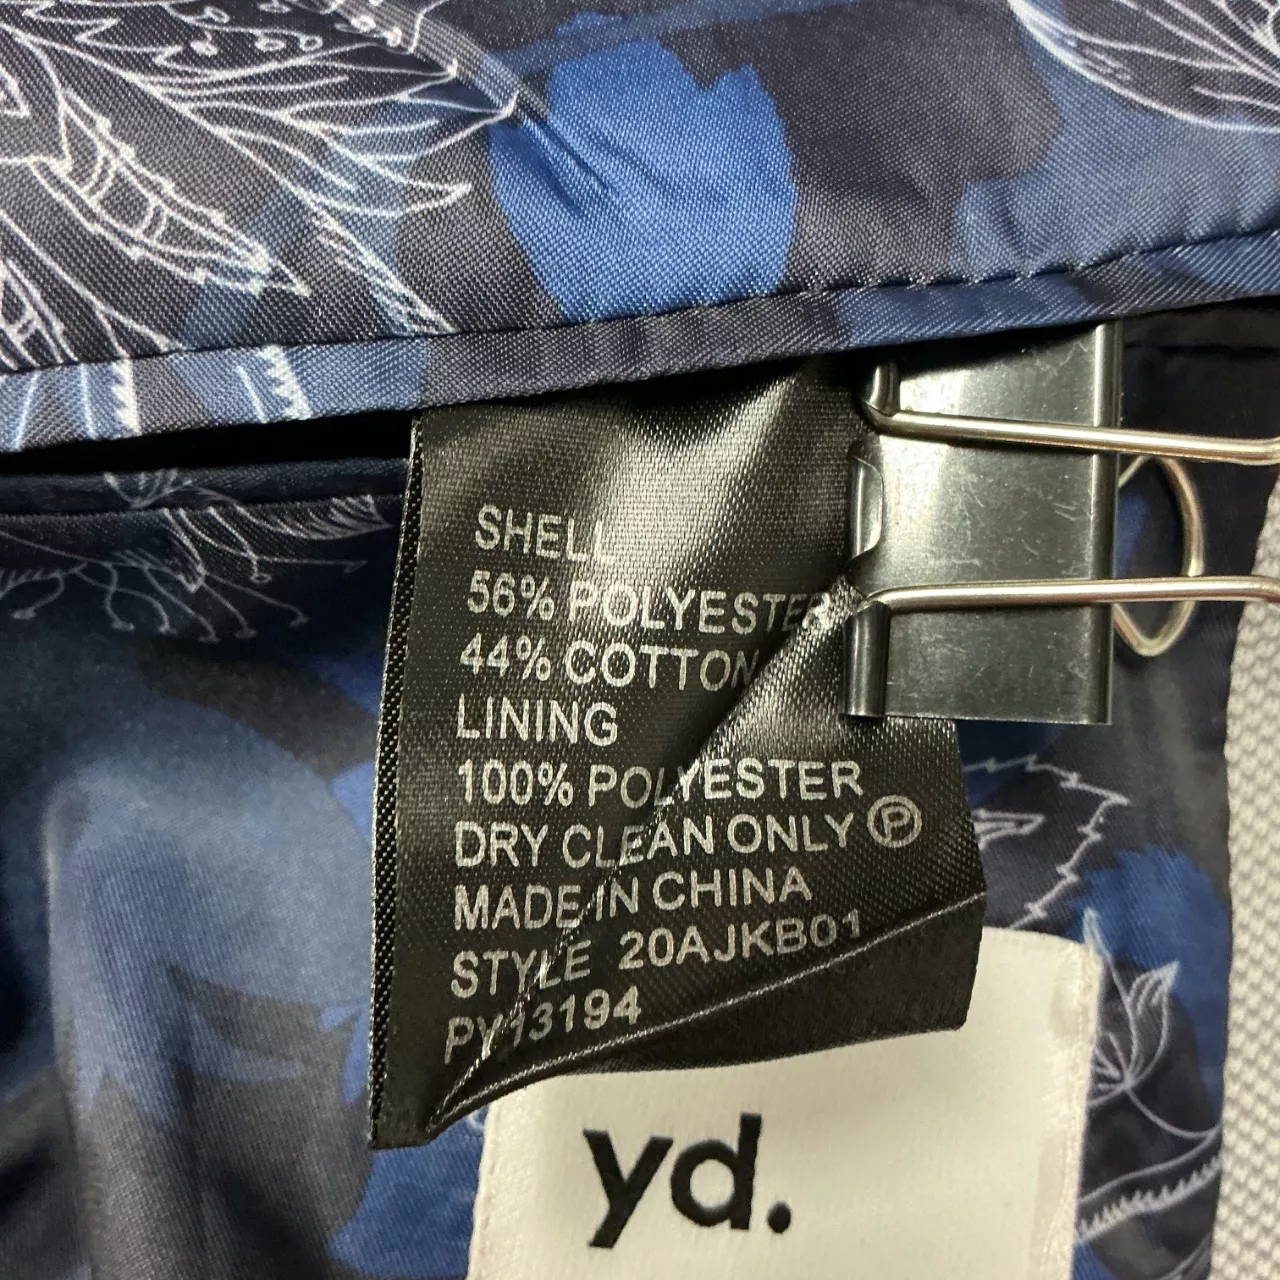 SHELL
56% POLYESTER
44% COTTON
LINING
100% POLYESTER
DRY CLEAN ONLY Ⓟ
MADE IN CHINA
STYLE 20AJKB01
PY13194
yd.